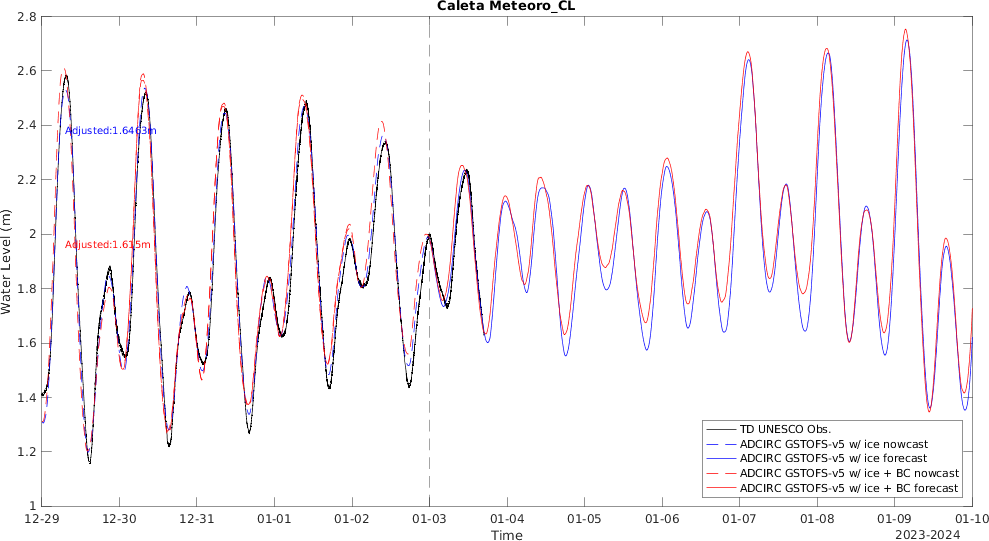 Caleta Meteoro_CL
2.8
2.6
2.4
2.2
2
1.8
1.6
1.4
1.2
1
Water Level (m)
Adjusted:1.6463m
Adjusted:1.615m
TD UNESCO Obs.
ADCIRC GSTOFS-v5 w/ ice nowcast
ADCIRC GSTOFS-v5 w/ ice forecast
ADCIRC GSTOFS-v5 w/ ice + BC nowcast
ADCIRC GSTOFS-v5 w/ ice + BC forecast
12-29 12-30 12-31 01-01 01-02 01-03 01-04 01-05 01-06 01-07 01-08 01-09 01-10
Time
2023-2024